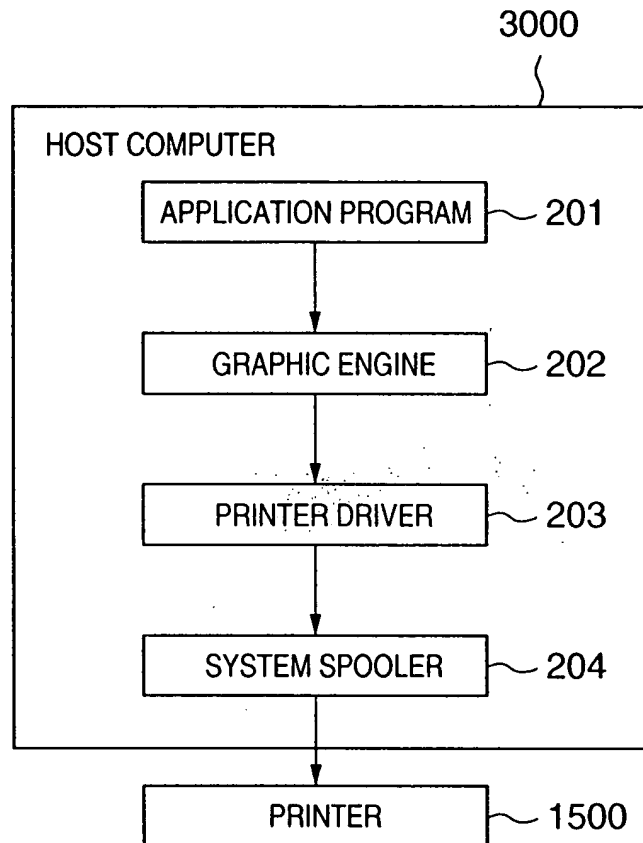 3000
HOST COMPUTER
APPLICATION PROGRAM 201
GRAPHIC ENGINE 202
PRINTER DRIVER 203
SYSTEM SPOOLER 204
PRINTER 1500